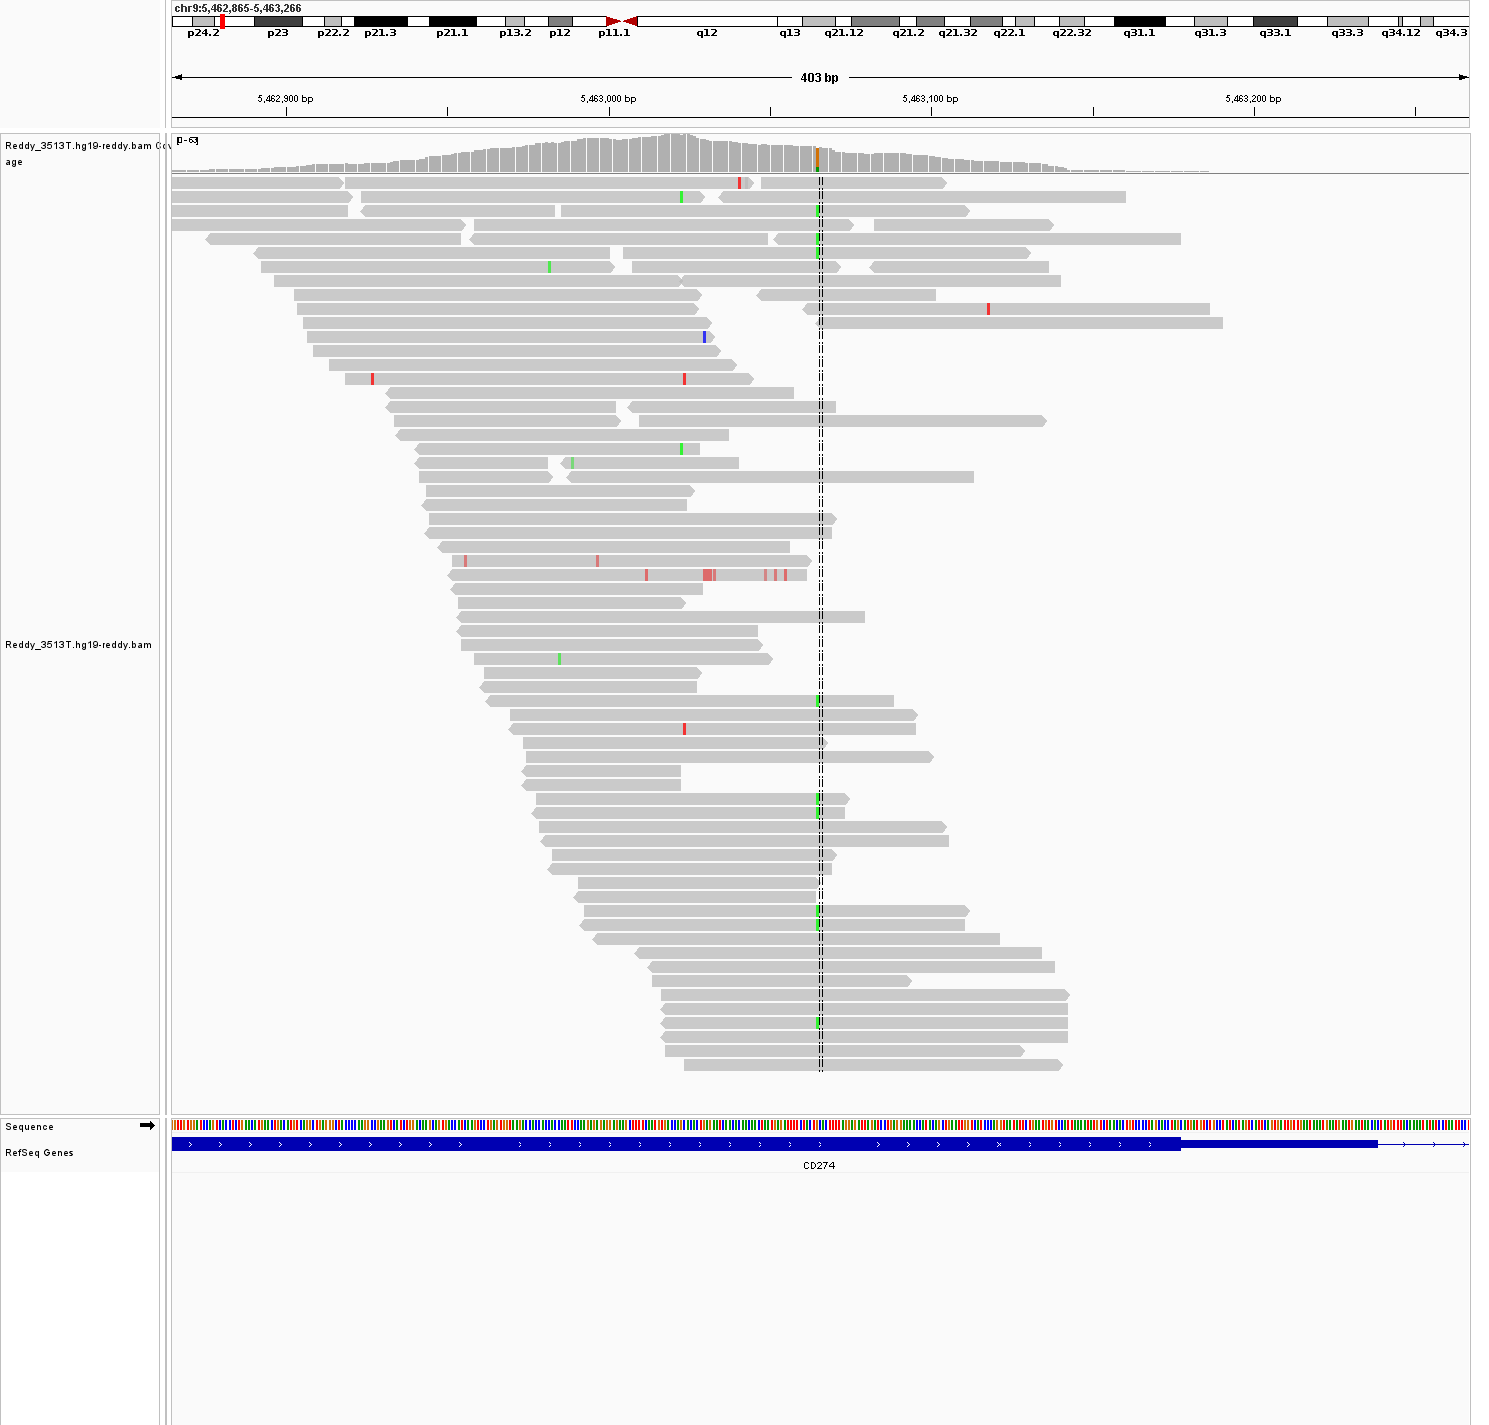 chr9:5,462,865-5,463,266
p24.2 p23 p22.2 p21.3 p21.1 p13.2 p12 p11.1 q12 q13 q21.12 q21.2 q21.32 q22.1 q22.32 q31.1 q31.3 q33.1 q33.3 q34.12 q34.3
403 bp
5,462,900 bp 5,463,000 bp 5,463,100 bp 5,463,200 bp
[0 - 63]
Reddy_3513T.hg19-reddy.bam Cov
age
Reddy_3513T.hg19-reddy.bam
Sequence
RefSeq Genes
CD274